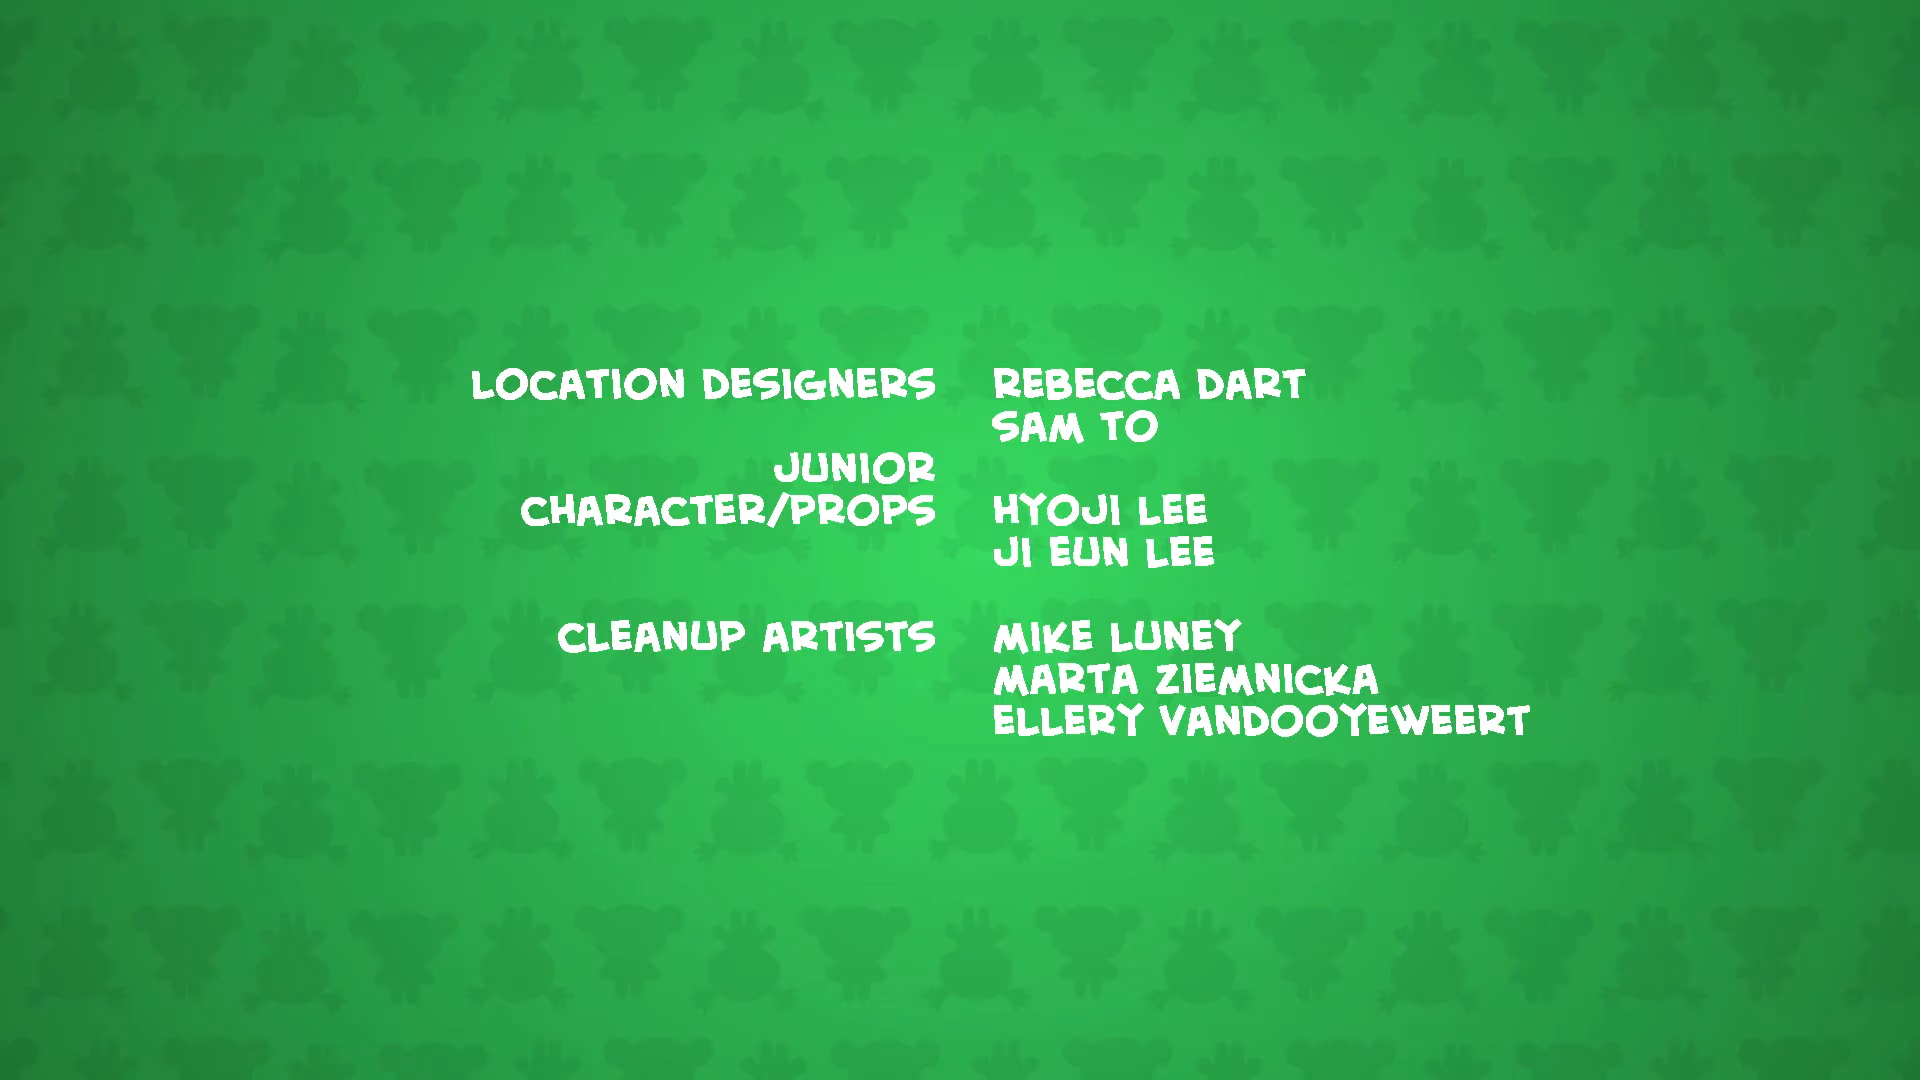 LOCATION DESIGNERS REBECCA DART
SAM TO
JUNIOR
CHARACTER/PROPS HYOJI LEE
JI EUN LEE
CLEANUP ARTISTS MIKE LUNEY
MARTA ZIEMNICKA
ELLERY VANDOOYEWEERT